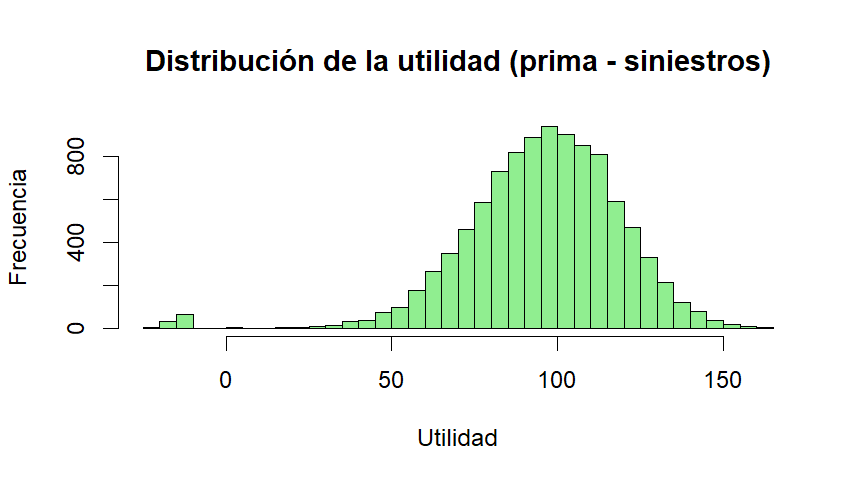 Distribución de la utilidad (prima - siniestros)
Frecuencia
800
400
0
0 50 100 150
Utilidad